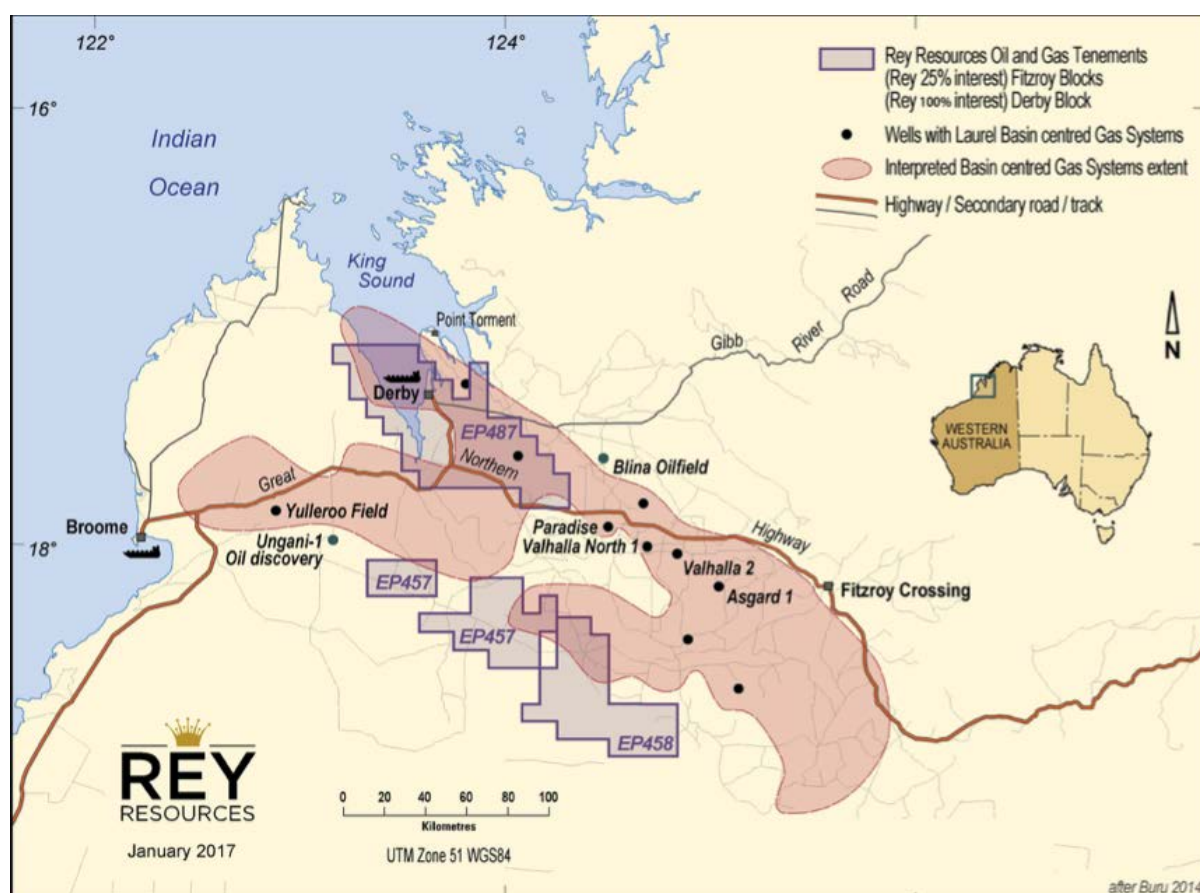 122°
124°
16°
Rey Resources Oil and Gas Tenements
(Rey 25% interest) Fitzroy Blocks
(Rey 100% interest) Derby Block
Wells with Laurel Basin centred Gas Systems
Interpreted Basin centred Gas Systems extent
Highway / Secondary road / track
Indian
Ocean
King
Sound
Point Torment
Gibb River Road
N
Derby
WESTERN
AUSTRALIA
EP487
Great Northern Highway
Blina Oilfield
Yulleroo Field
Broome
Paradise
Valhalla North 1
Ungani-1
Oil discovery
18°
Valhalla 2
EP457
Asgard 1
Fitzroy Crossing
EP457
EP458
REY
RESOURCES
January 2017
0 20 40 60 80 100
Kilometres
UTM Zone 51 WGS84
after Buru